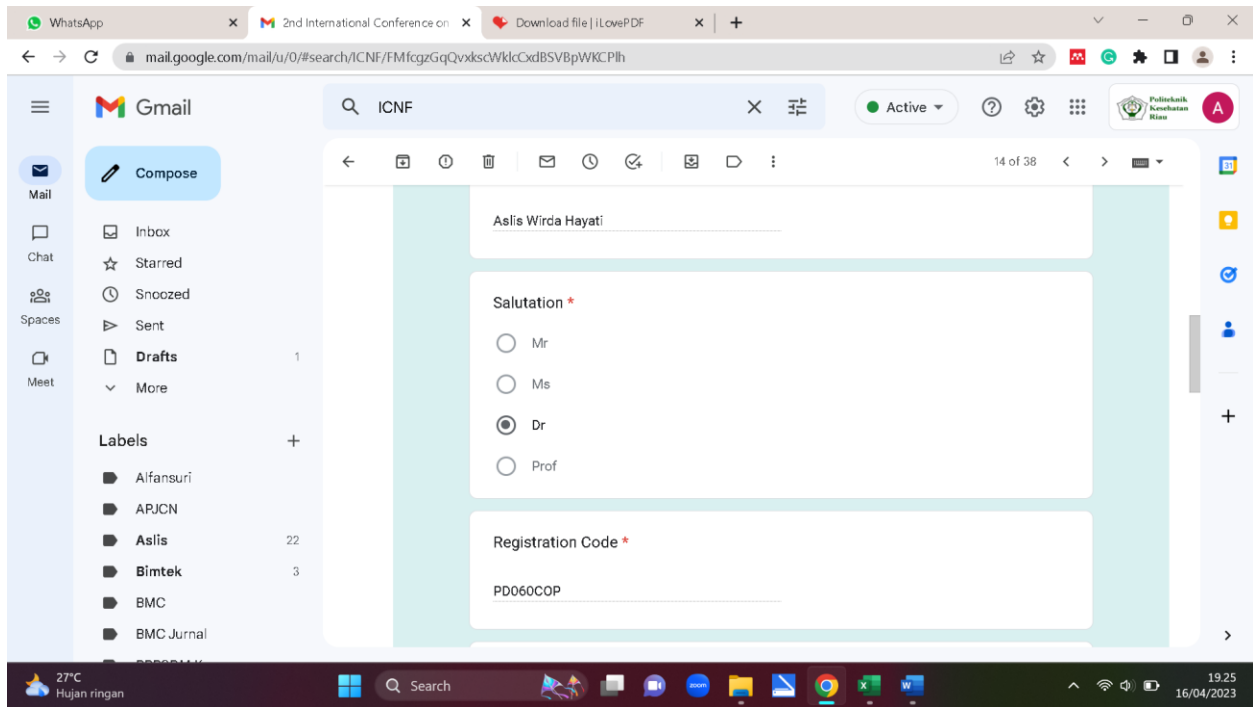 WhatsApp
2nd International Conference on
Download file | iLovePDF
mail.google.com/mail/u/0/#search/ICNF/FMfcgzGqQvxkscWklcCxdBSVBpWKCPlh
Gmail
ICNF
Active
Politeknik
Kesehatan
Riau
A
Compose
14 of 38
31
Mail
Chat
Spaces
Meet
Inbox
Starred
Snoozed
Sent
Drafts 1
More
Labels
Alfansuri
APJCN
Aslis 22
Bimtek 3
BMC
BMC Jurnal
Aslis Wirda Hayati
Salutation *
Mr
Ms
Dr
Prof
Registration Code *
PD060COP
27°C
Hujan ringan
Search
zoom
19.25
16/04/2023